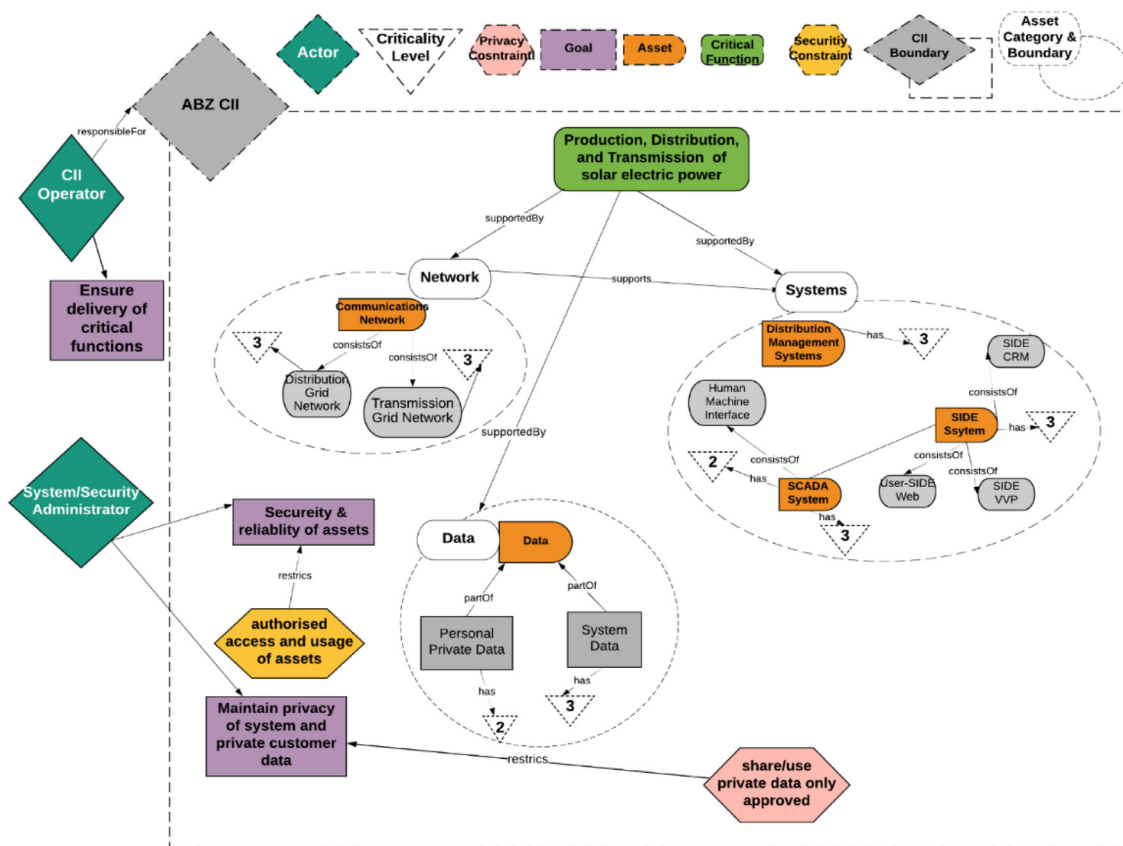 Actor
Criticality
Level
Privacy
Cosntraintl
Goal
Asset
Critical
Function
Securitiy
Constraint
CII
Boundary
Asset
Category &
Boundary
ABZ CII
responsibleFor
CII
Operator
Ensure
delivery of
critical
functions
Production, Distribution,
and Transmission of
solar electric power
supportedBy
supportedBy
supportedBy
Network
supports
Systems
Communications
Network
consistsOf
consistsOf
3
3
Distribution
Grid
Network
Transmission
Grid Network
Distribution
Management
Systems
has
3
SIDE
CRM
consistsOf
Human
Machine
Interface
SIDE
Ssytem
has
3
consistsOf
consistsOf
consistsOf
2
has
SCADA
System
has
3
User-SIDE
Web
SIDE
VVP
System/Security
Administrator
Secureity &
reliablity of assets
restrics
authorised
access and usage
of assets
Maintain privacy
of system and
private customer
data
Data
Data
partOf
partOf
Personal
Private Data
System
Data
has
has
2
3
restrics
share/use
private data only
approved